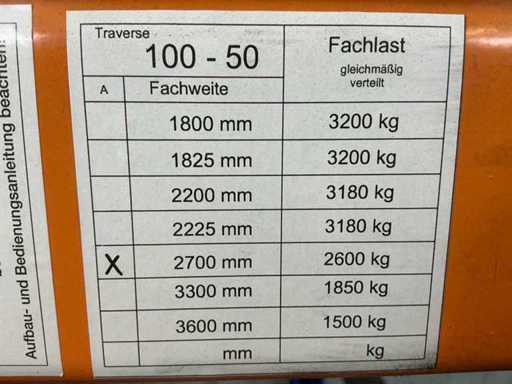 Traverse
100 - 50
Fachlast
gleichmäßig
verteilt
A Fachweite
1800 mm 3200 kg
1825 mm 3200 kg
2200 mm 3180 kg
2225 mm 3180 kg
X 2700 mm 2600 kg
3300 mm 1850 kg
3600 mm 1500 kg
mm kg
Aufbau- und Bedienungsanleitung beachten!